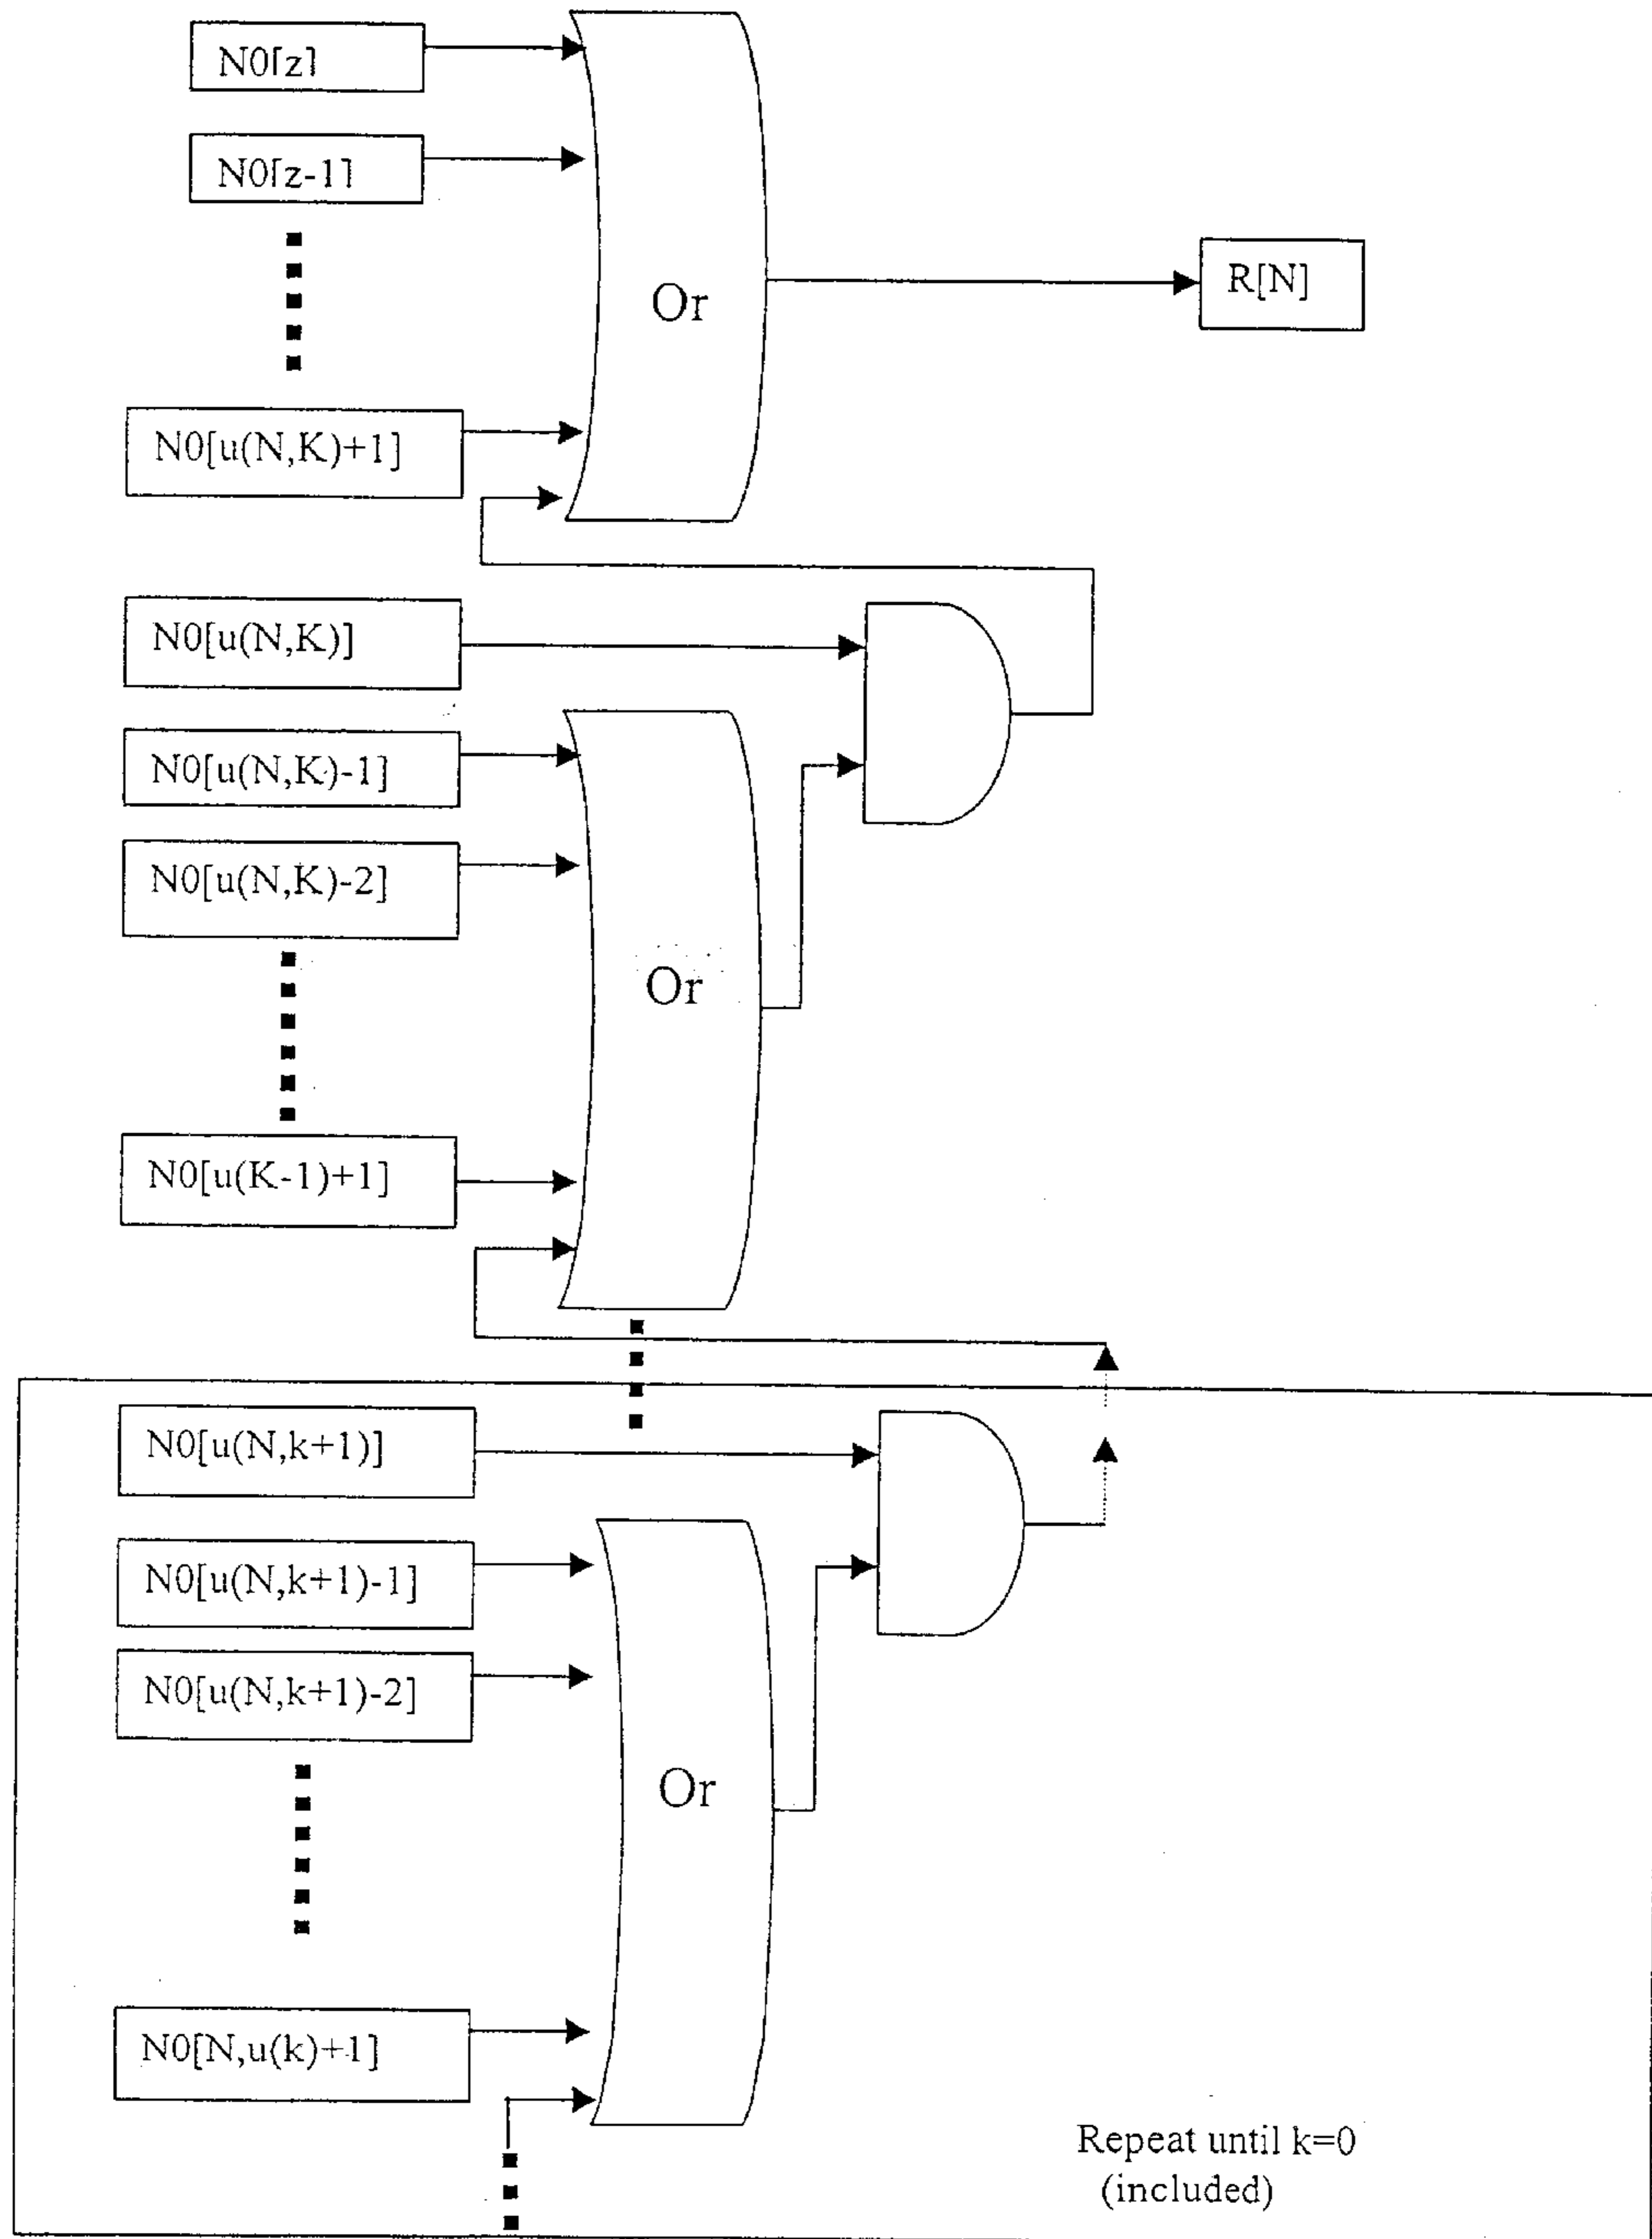 N0[z]
N0[z-1]
Or
R[N]
N0[u(N,K)+1]
N0[u(N,K)]
N0[u(N,K)-1]
N0[u(N,K)-2]
Or
N0[u(K-1)+1]
N0[u(N,k+1)]
N0[u(N,k+1)-1]
N0[u(N,k+1)-2]
Or
N0[N,u(k)+1]
Repeat until k=0
(included)